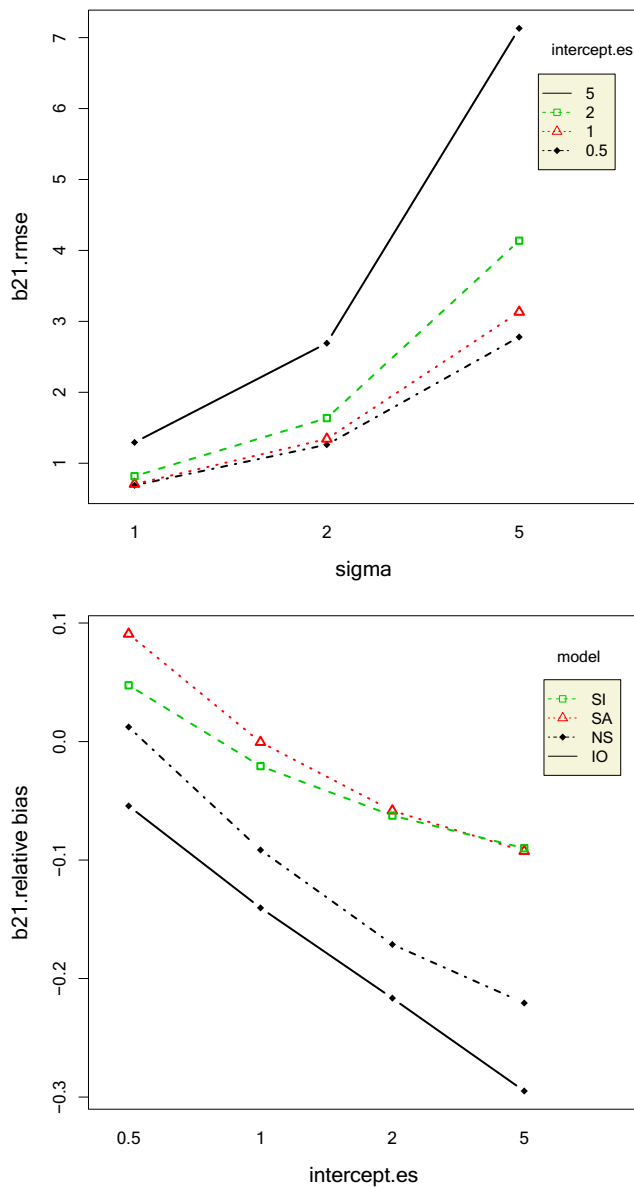 7
6
5
4
3
2
1
b21.rmse
intercept.es
5
2
1
0.5
1
2
5
sigma
0.1
0.0
−0.1
−0.2
−0.3
b21.relative bias
model
SI
SA
NS
IO
0.5
1
2
5
intercept.es